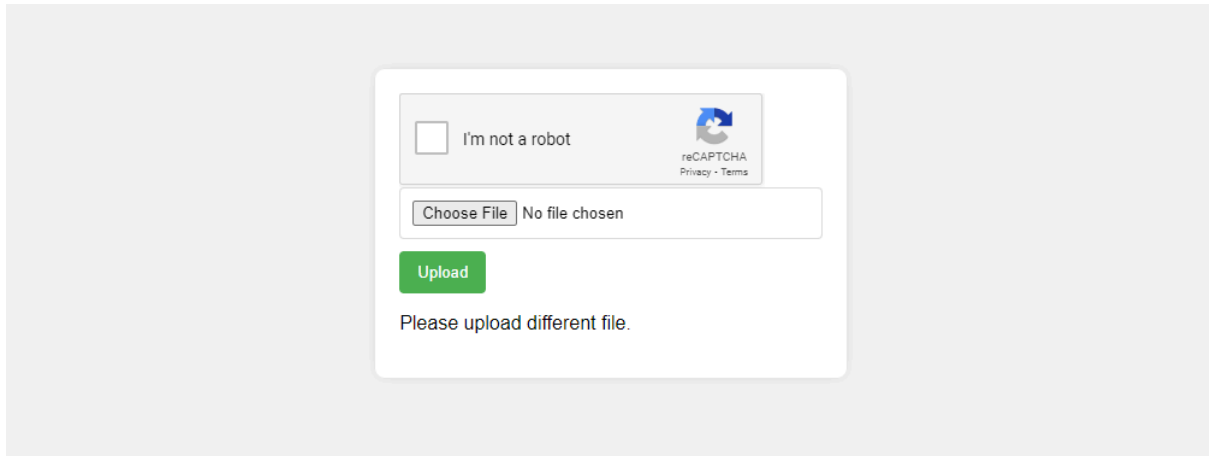 I'm not a robot
reCAPTCHA
Privacy - Terms
Choose File No file chosen
Upload
Please upload different file.